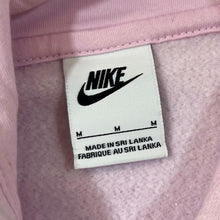 NIKE
M M M
MADE IN SRI LANKA
FABRIQUE AU SRI LANKA